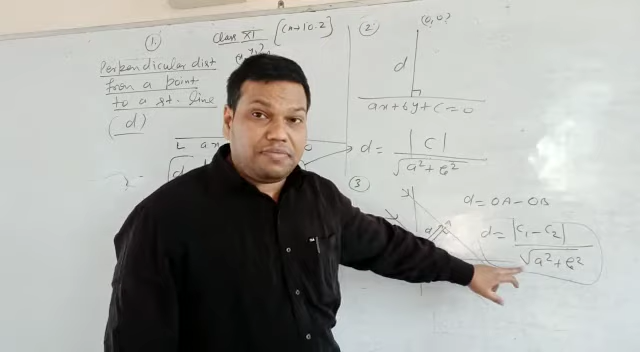 ①
Class XI
[Ex → 10.2]
Perpendicular dist
from a point
to a st. line
(d)
L
②
(0, 0)
d
ax + by + c = 0
d = |c| / √a² + b²
③
y
d = OA - OB
d
d = |c₁ - c₂| / √a² + b²